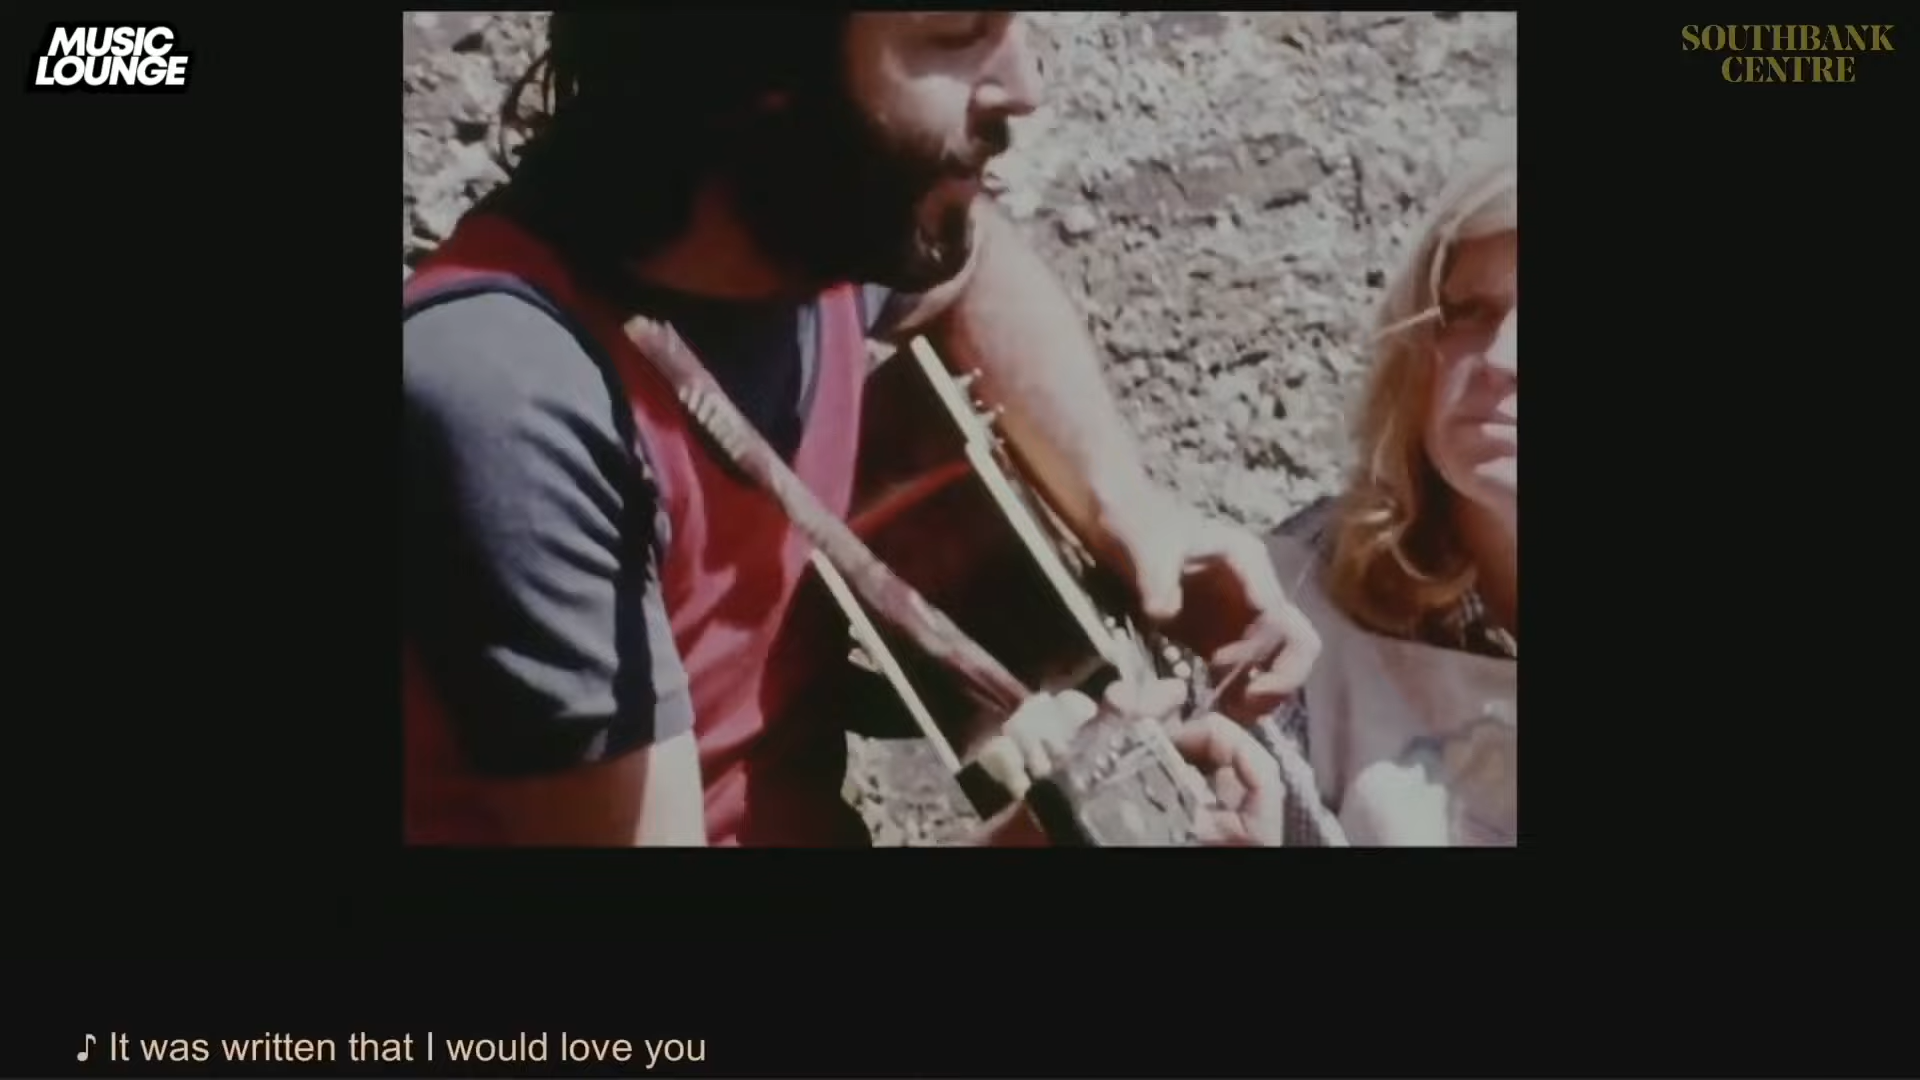 MUSIC
LOUNGE
SOUTHBANK
CENTRE
♪ It was written that I would love you